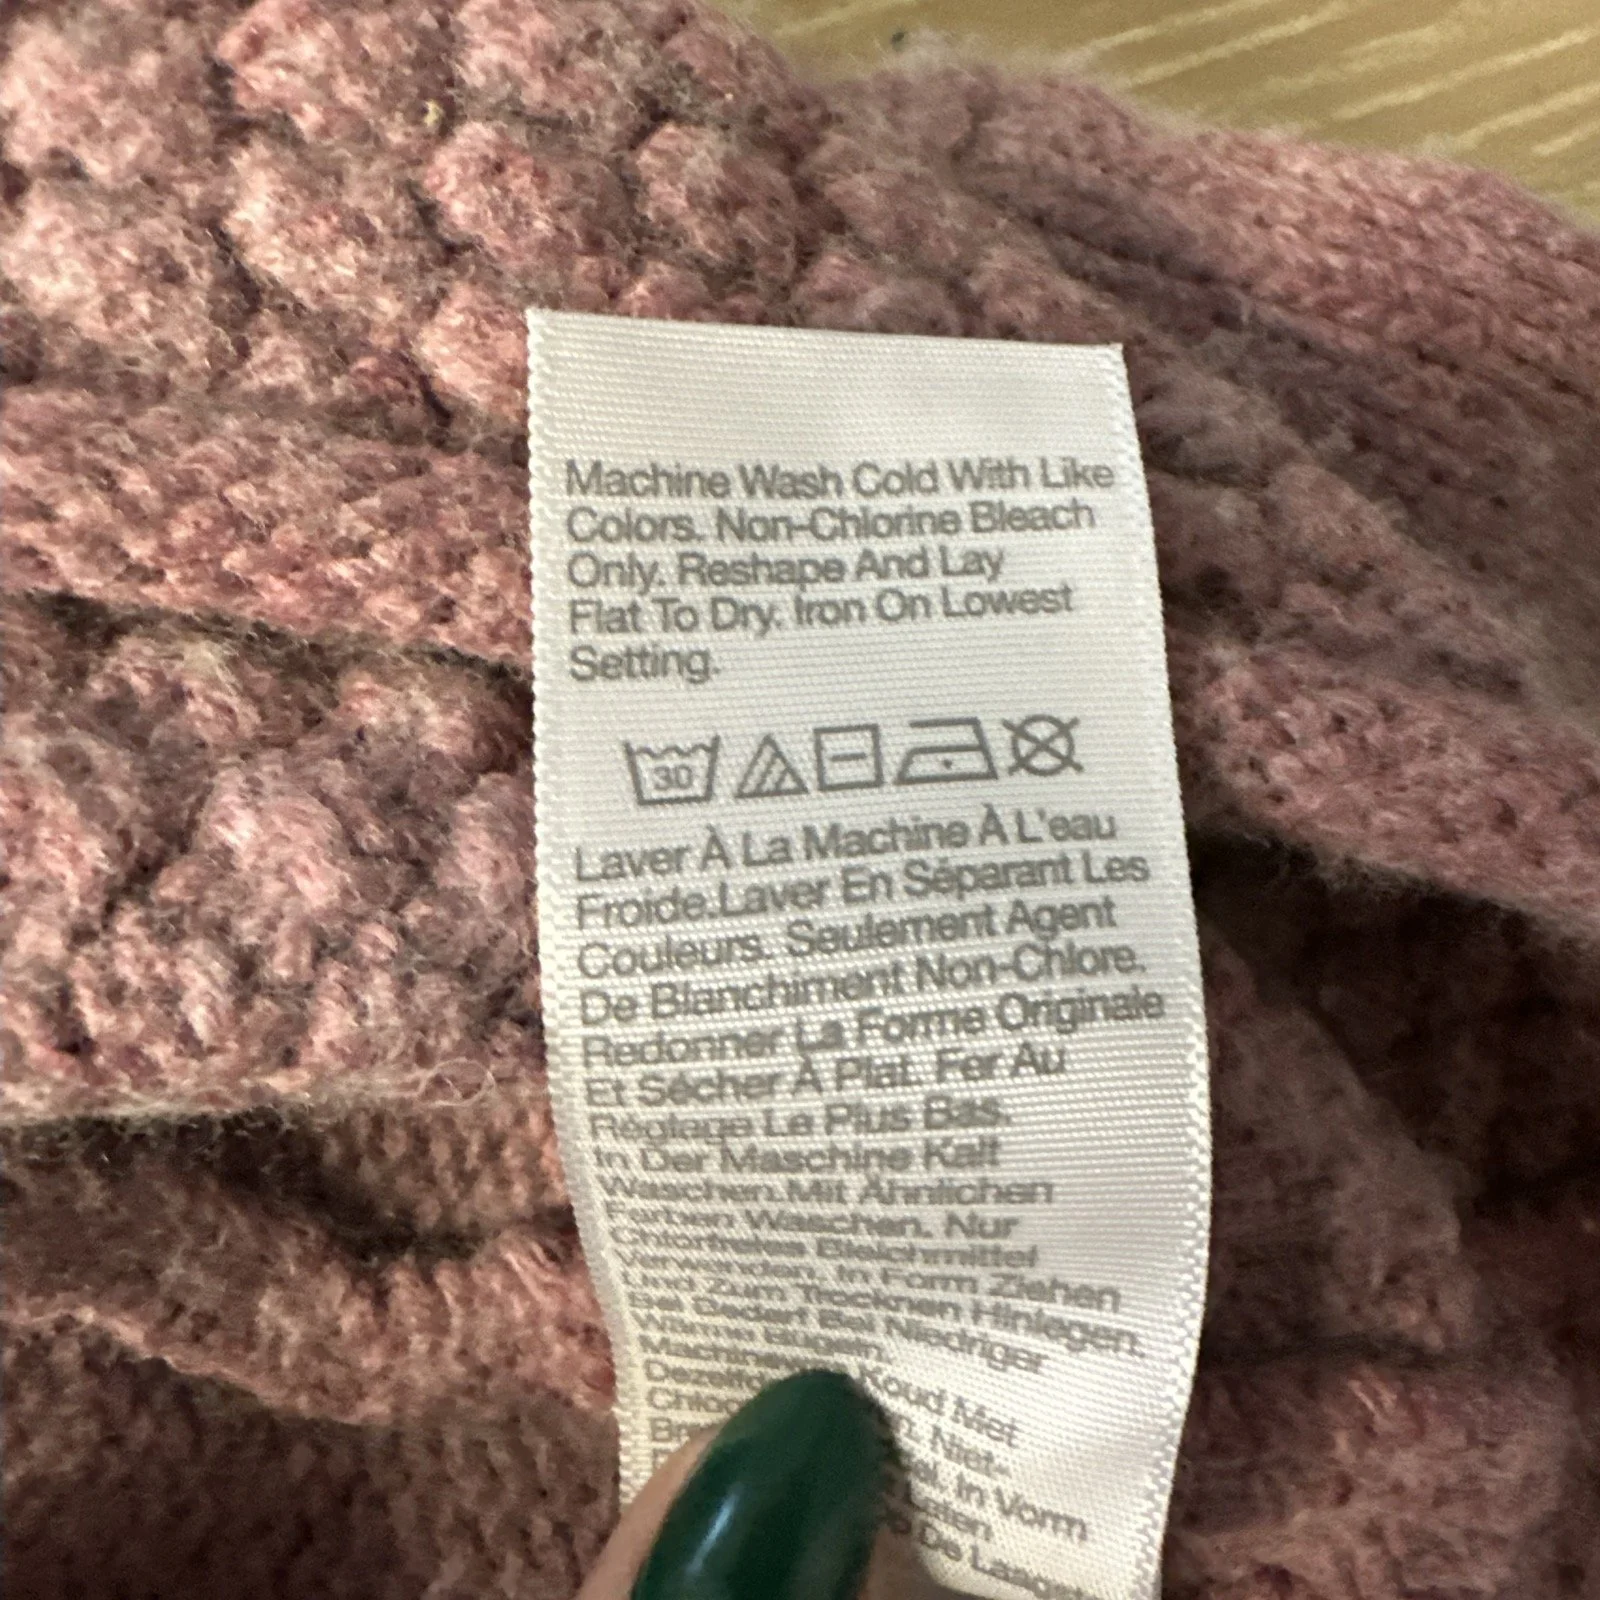 Machine Wash Cold With Like
Colors. Non-Chlorine Bleach
Only. Reshape And Lay
Flat To Dry. Iron On Lowest
Setting.
30
Laver À La Machine À L'eau
Froide.Laver En Séparant Les
Couleurs. Seulement Agent
De Blanchiment Non-Chlore.
Redonner La Forme Originale
Et Sécher À Plat. Fer Au
Réglage Le Plus Bas.
In Der Maschine Kalt
Waschen.Mit Ähnlichen
Farben Waschen. Nur
Chlorfreies Bleichmittel
Verwenden. In Form Ziehen
Und Zum Trocknen Hinlegen.
Bei Bedarf Bei Niedriger
Wärme Bügeln.
Koud Met
Niet-
In Vorm
Laten
De Laagst